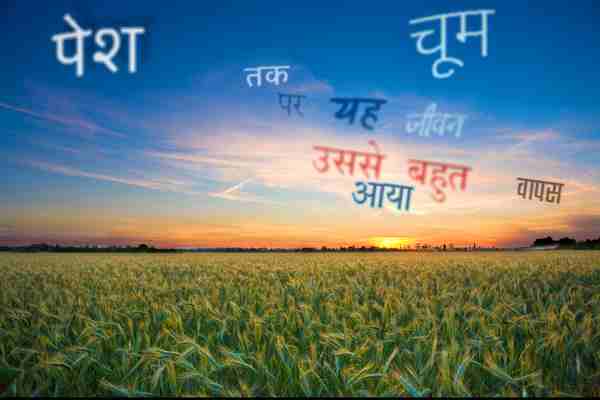 पेश चूम
तक
पर यह जीवन
उससे बहुत
आया वापस